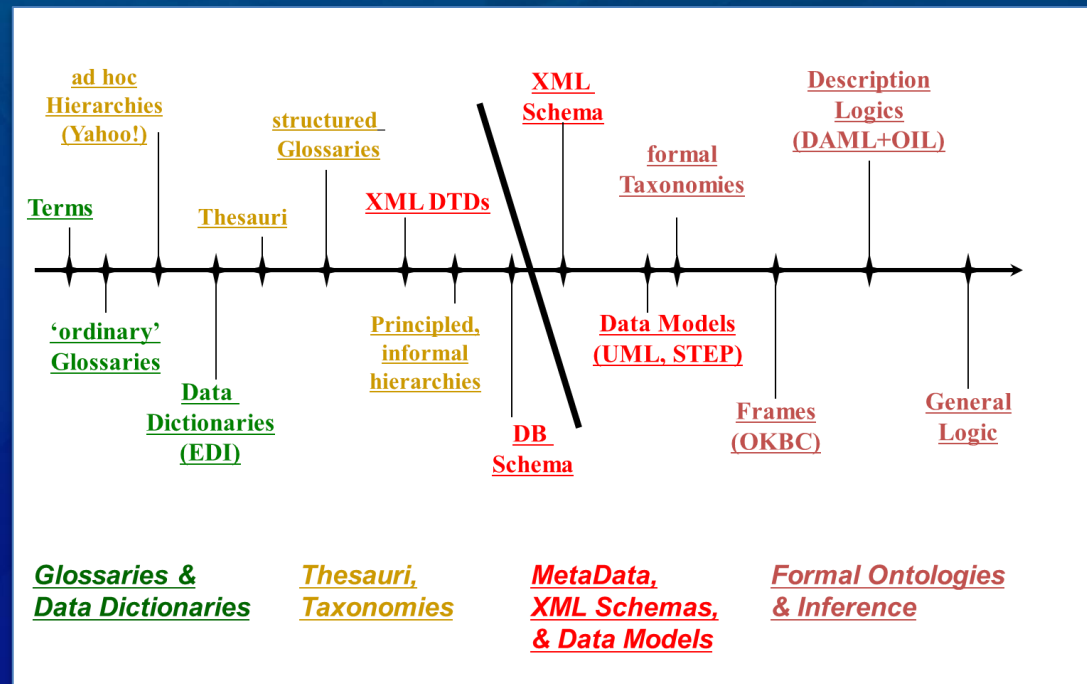 ad hoc
Hierarchies
(Yahoo!)
structured
Glossaries
XML
Schema
Description
Logics
(DAML+OIL)
formal
Taxonomies
Terms
Thesauri
XML DTDs
‘ordinary’
Glossaries
Data
Dictionaries
(EDI)
Principled,
informal
hierarchies
DB
Schema
Data Models
(UML, STEP)
Frames
(OKBC)
General
Logic
Glossaries &
Data Dictionaries
Thesauri,
Taxonomies
MetaData,
XML Schemas,
& Data Models
Formal Ontologies
& Inference